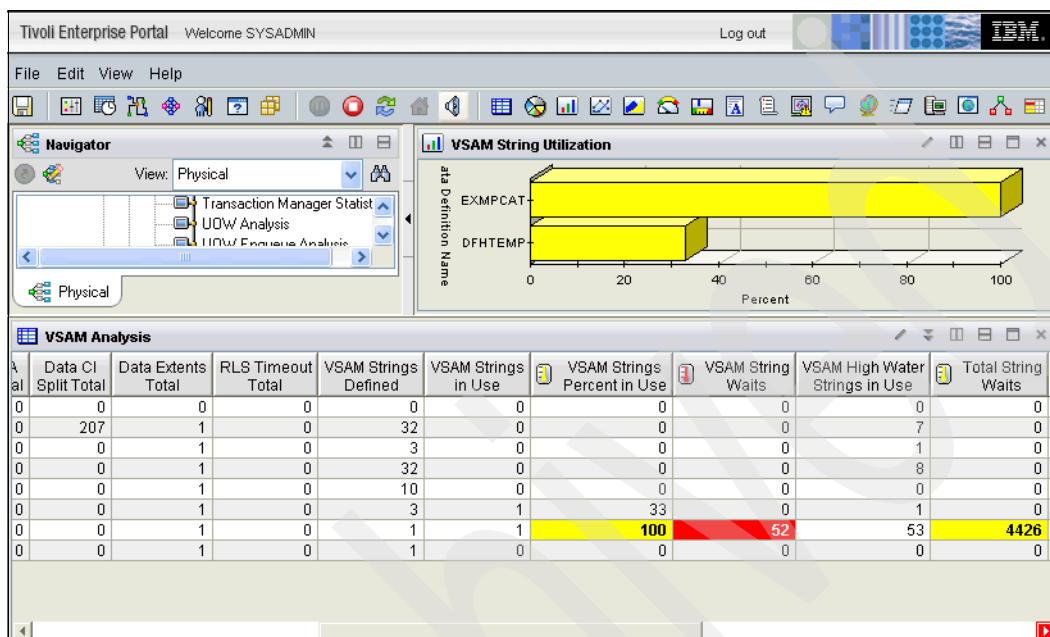 Tivoli Enterprise Portal Welcome SYSADMIN Log out IBM.
File Edit View Help
Navigator
View: Physical
Transaction Manager Statist
UOW Analysis
UOW Enqueue Analysis
Physical
VSAM String Utilization
ata Definition Name
EXMPCAT
DFHTEMP
0 20 40 60 80 100
Percent
VSAM Analysis
Data CI Split Total Data Extents Total RLS Timeout Total VSAM Strings Defined VSAM Strings in Use VSAM Strings Percent in Use VSAM String Waits VSAM High Water Strings in Use Total String Waits
0 0 0 0 0 0 0 0 0 0
0 207 1 0 32 0 0 0 7 0
0 0 1 0 3 0 0 0 1 0
0 0 1 0 32 0 0 0 8 0
0 0 1 0 10 0 0 0 0 0
0 0 1 0 3 1 33 0 1 0
0 0 1 0 1 1 100 52 53 4426
0 0 1 0 1 0 0 0 0 0